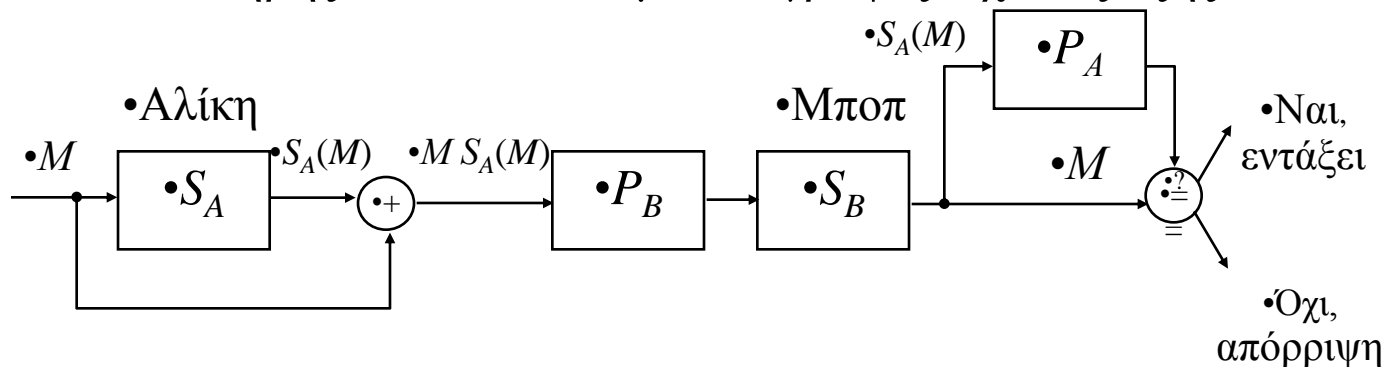 •S_A(M)
•P_A
•Αλίκη
•Μποπ
•Ναι,
εντάξει
•M
•S_A(M)
•M S_A(M)
•M
•S_A
•+
•P_B
•S_B
•?
•=
=
•Όχι,
απόρριψη